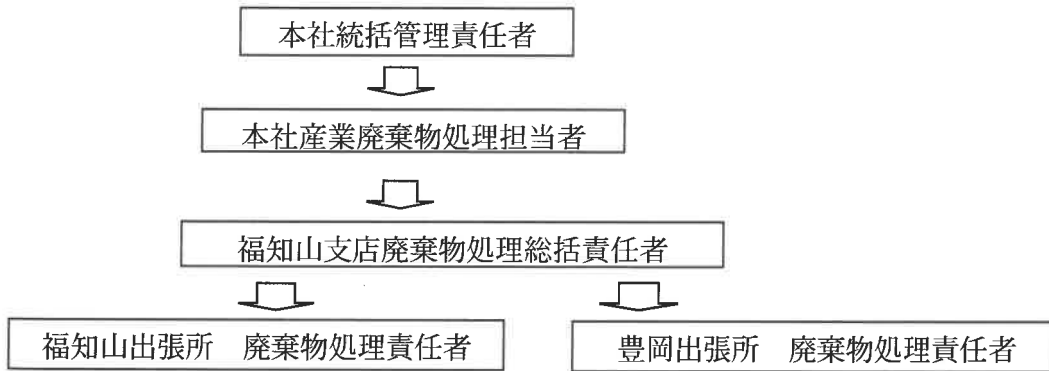 本社統括管理責任者
本社産業廃棄物処理担当者
福知山支店廃棄物処理総括責任者
福知山出張所　廃棄物処理責任者
豊岡出張所　廃棄物処理責任者